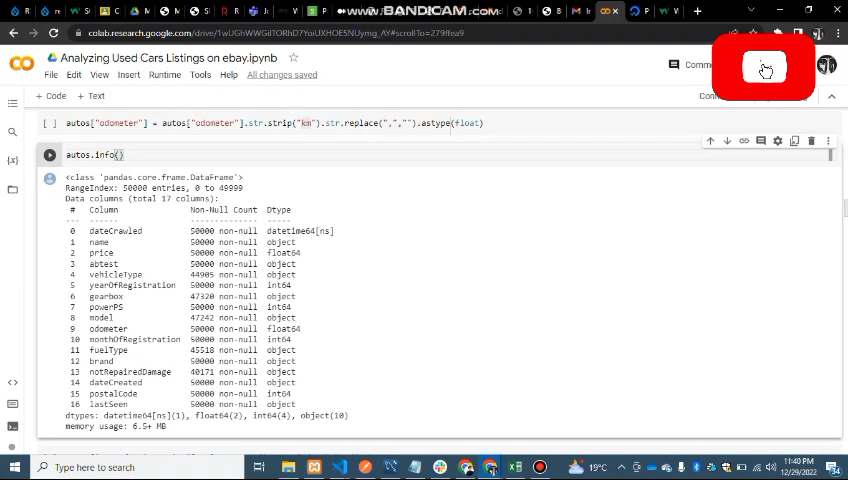 www.BANDICAM.com
colab.research.google.com/drive/1wUGhWWGiITORhD7YoiUXHOE5NUymg_AY#scrollTo=279ffea9
Analyzing Used Cars Listings on ebay.ipynb
File Edit View Insert Runtime Tools Help All changes saved
+ Code + Text
[ ] autos["odometer"] = autos["odometer"].str.strip("km").str.replace(",","").astype(float)
autos.info()
<class 'pandas.core.frame.DataFrame'>
RangeIndex: 50000 entries, 0 to 49999
Data columns (total 17 columns):
# Column Non-Null Count Dtype
--- ------ -------------- -----
0 dateCrawled 50000 non-null datetime64[ns]
1 name 50000 non-null object
2 price 50000 non-null float64
3 abtest 50000 non-null object
4 vehicleType 44905 non-null object
5 yearOfRegistration 50000 non-null int64
6 gearbox 47320 non-null object
7 powerPS 50000 non-null int64
8 model 47242 non-null object
9 odometer 50000 non-null float64
10 monthOfRegistration 50000 non-null int64
11 fuelType 45518 non-null object
12 brand 50000 non-null object
13 notRepairedDamage 40171 non-null object
14 dateCreated 50000 non-null object
15 postalCode 50000 non-null int64
16 lastSeen 50000 non-null object
dtypes: datetime64[ns](1), float64(2), int64(4), object(10)
memory usage: 6.5+ MB
Type here to search
19°C
11:40 PM
12/29/2022
34